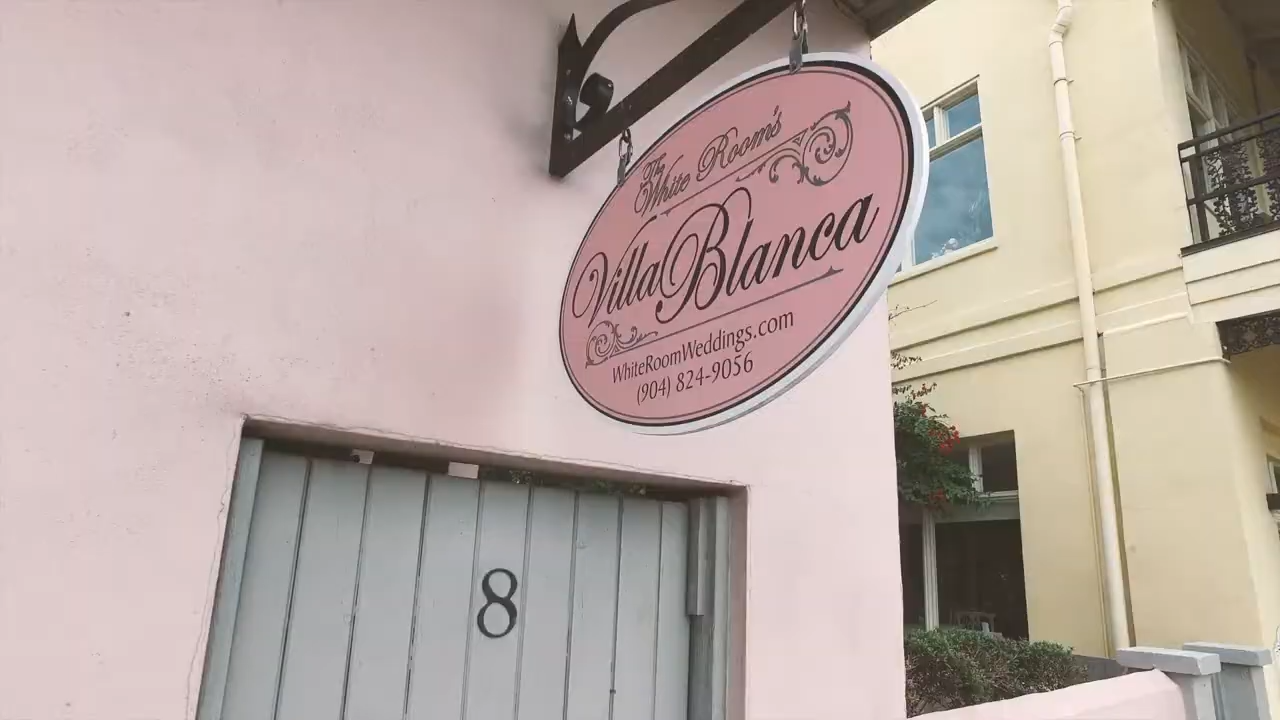 The
White Room's
Villa Blanca
WhiteRoomWeddings.com
(904) 824-9056
8